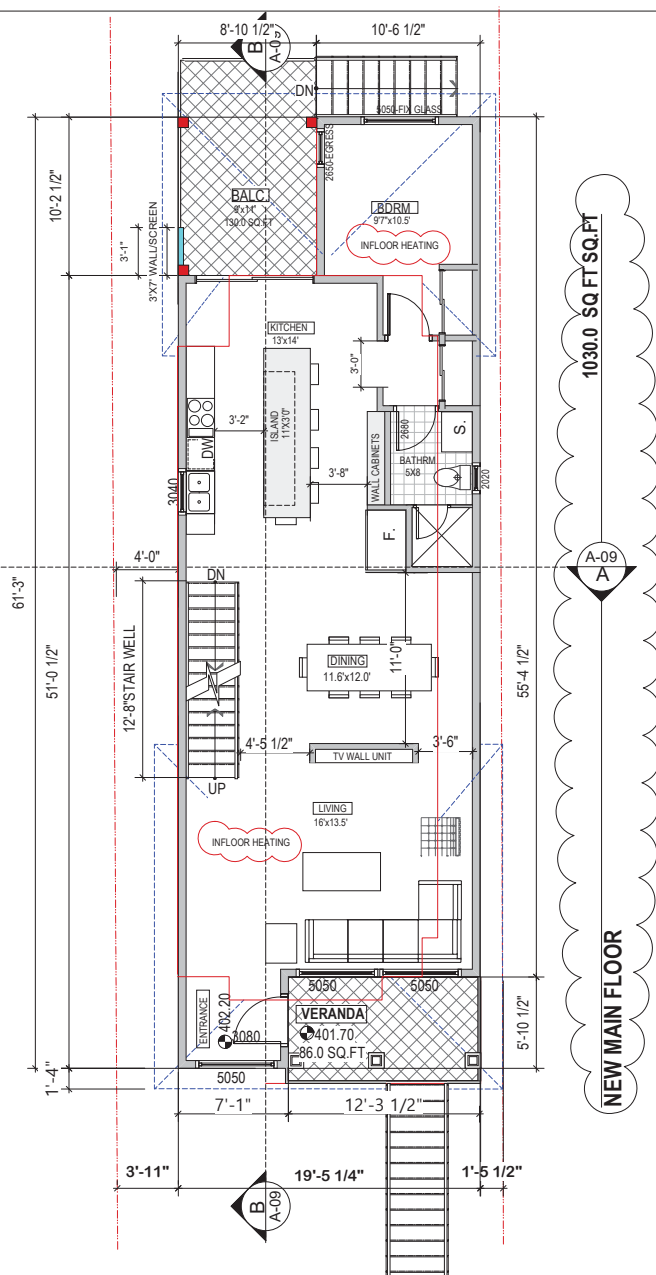 8'-10 1/2"
10'-6 1/2"
B
A-0
DN
5050-FIX GLASS
2650-EGRESS
10'-2 1/2"
BALC.
9'x11'
130.0 SQ.FT
BDRM
9'7"x10.5'
INFLOOR HEATING
3'-1"
3'X7' WALL/SCREEN
KITCHEN
13'x14'
3'-0"
ISLAND
11'X3'0"
3'-2"
DW
3'-8"
WALL CABINETS
2680
BATHRM
5X8
S.
2020
3040
F.
4'-0"
DN
A-09
A
61'-3"
51'-0 1/2"
55'-4 1/2"
12'-8"STAIR WELL
DINING
11.6'x12.0'
11'-0"
4'-5 1/2"
3'-6"
TV WALL UNIT
UP
LIVING
16'x13.5'
INFLOOR HEATING
5050
5050
ENTRANCE
402.20
3080
VERANDA
401.70
86.0 SQ.FT
5'-10 1/2"
5050
1'-4"
7'-1"
12'-3 1/2"
3'-11"
19'-5 1/4"
1'-5 1/2"
B
A-09
NEW MAIN FLOOR
1030.0 SQ FT SQ.FT